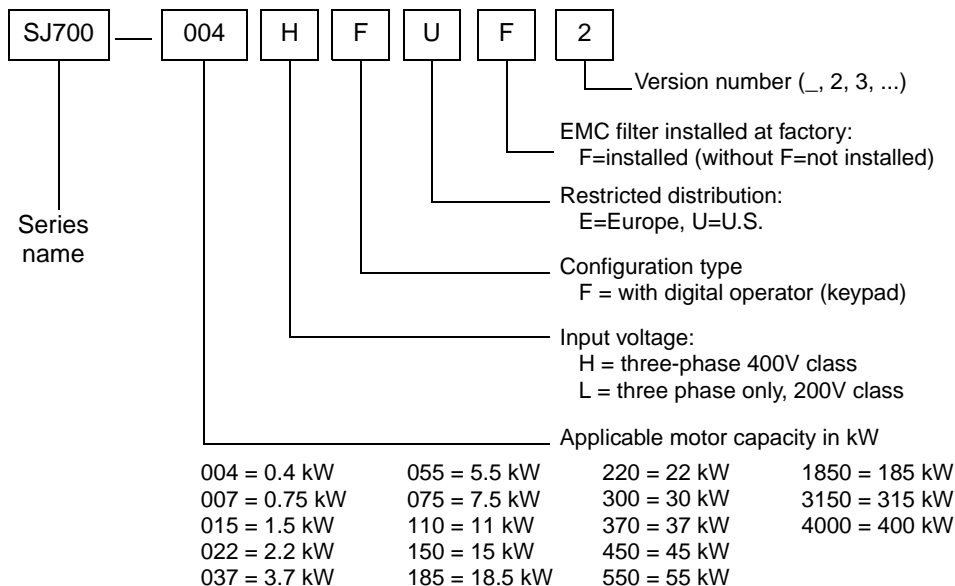 SJ700 004 H F U F 2
Version number (_, 2, 3, ...)
EMC filter installed at factory:
F=installed (without F=not installed)
Restricted distribution:
E=Europe, U=U.S.
Series
name
Configuration type
F = with digital operator (keypad)
Input voltage:
H = three-phase 400V class
L = three phase only, 200V class
Applicable motor capacity in kW
004 = 0.4 kW 055 = 5.5 kW 220 = 22 kW 1850 = 185 kW
007 = 0.75 kW 075 = 7.5 kW 300 = 30 kW 3150 = 315 kW
015 = 1.5 kW 110 = 11 kW 370 = 37 kW 4000 = 400 kW
022 = 2.2 kW 150 = 15 kW 450 = 45 kW
037 = 3.7 kW 185 = 18.5 kW 550 = 55 kW